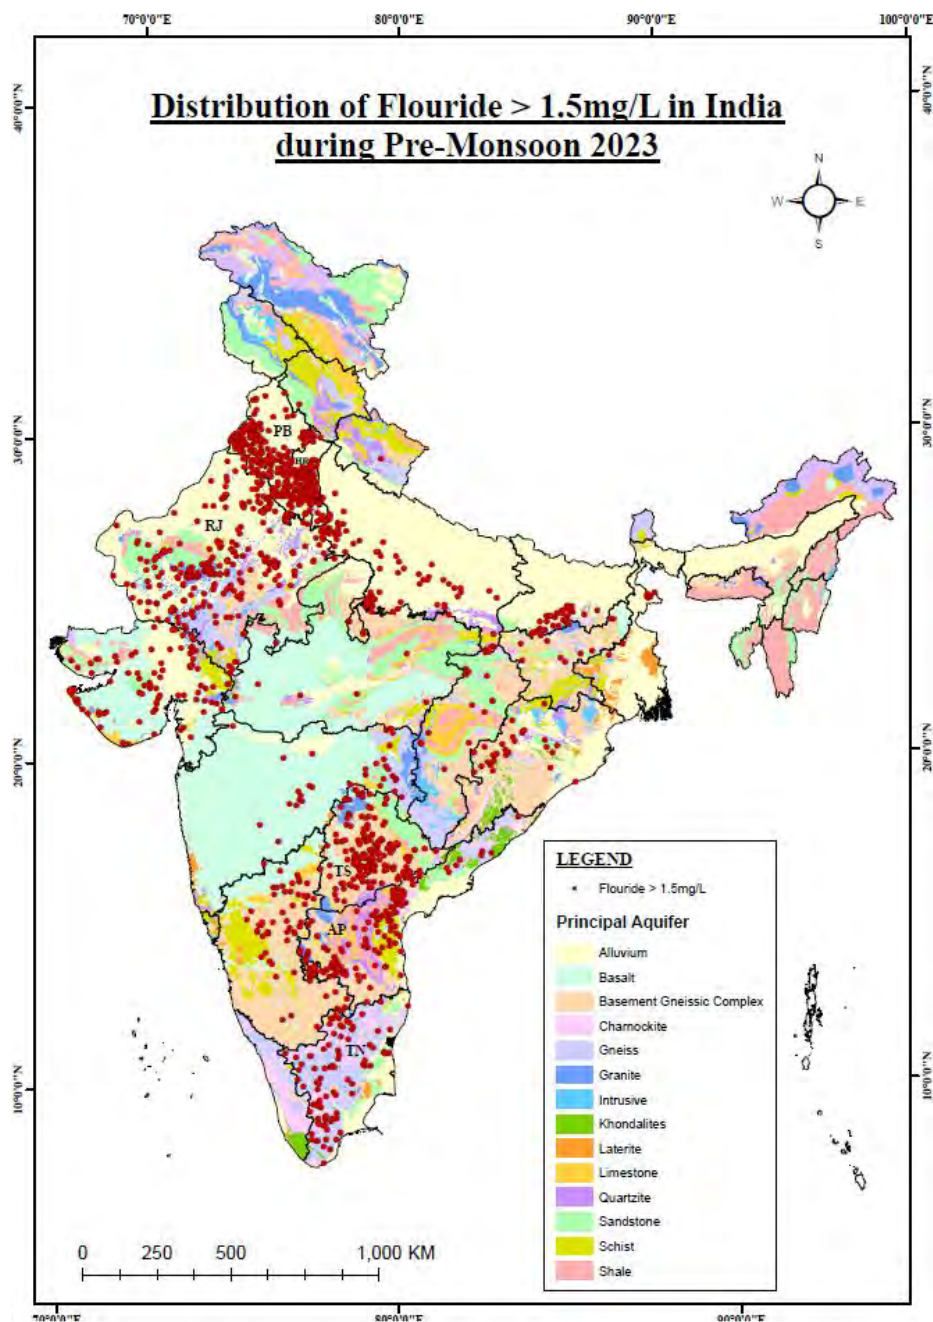 70°0'0"E 80°0'0"E 90°0'0"E 100°0'0"E
Distribution of Flouride > 1.5mg/L in India
during Pre-Monsoon 2023
N
W E
S
40°0'0"N 40°0'0"N
PB
30°0'0"N 30°0'0"N
RJ
20°0'0"N 20°0'0"N
TS
AP
TN
10°0'0"N 10°0'0"N
LEGEND
Flouride > 1.5mg/L
Principal Aquifer
Alluvium
Basalt
Basement Gneissic Complex
Charnockite
Gneiss
Granite
Intrusive
Khondalites
Laterite
Limestone
Quartzite
Sandstone
Schist
Shale
0 250 500 1,000 KM
70°0'0"E 80°0'0"E 90°0'0"E